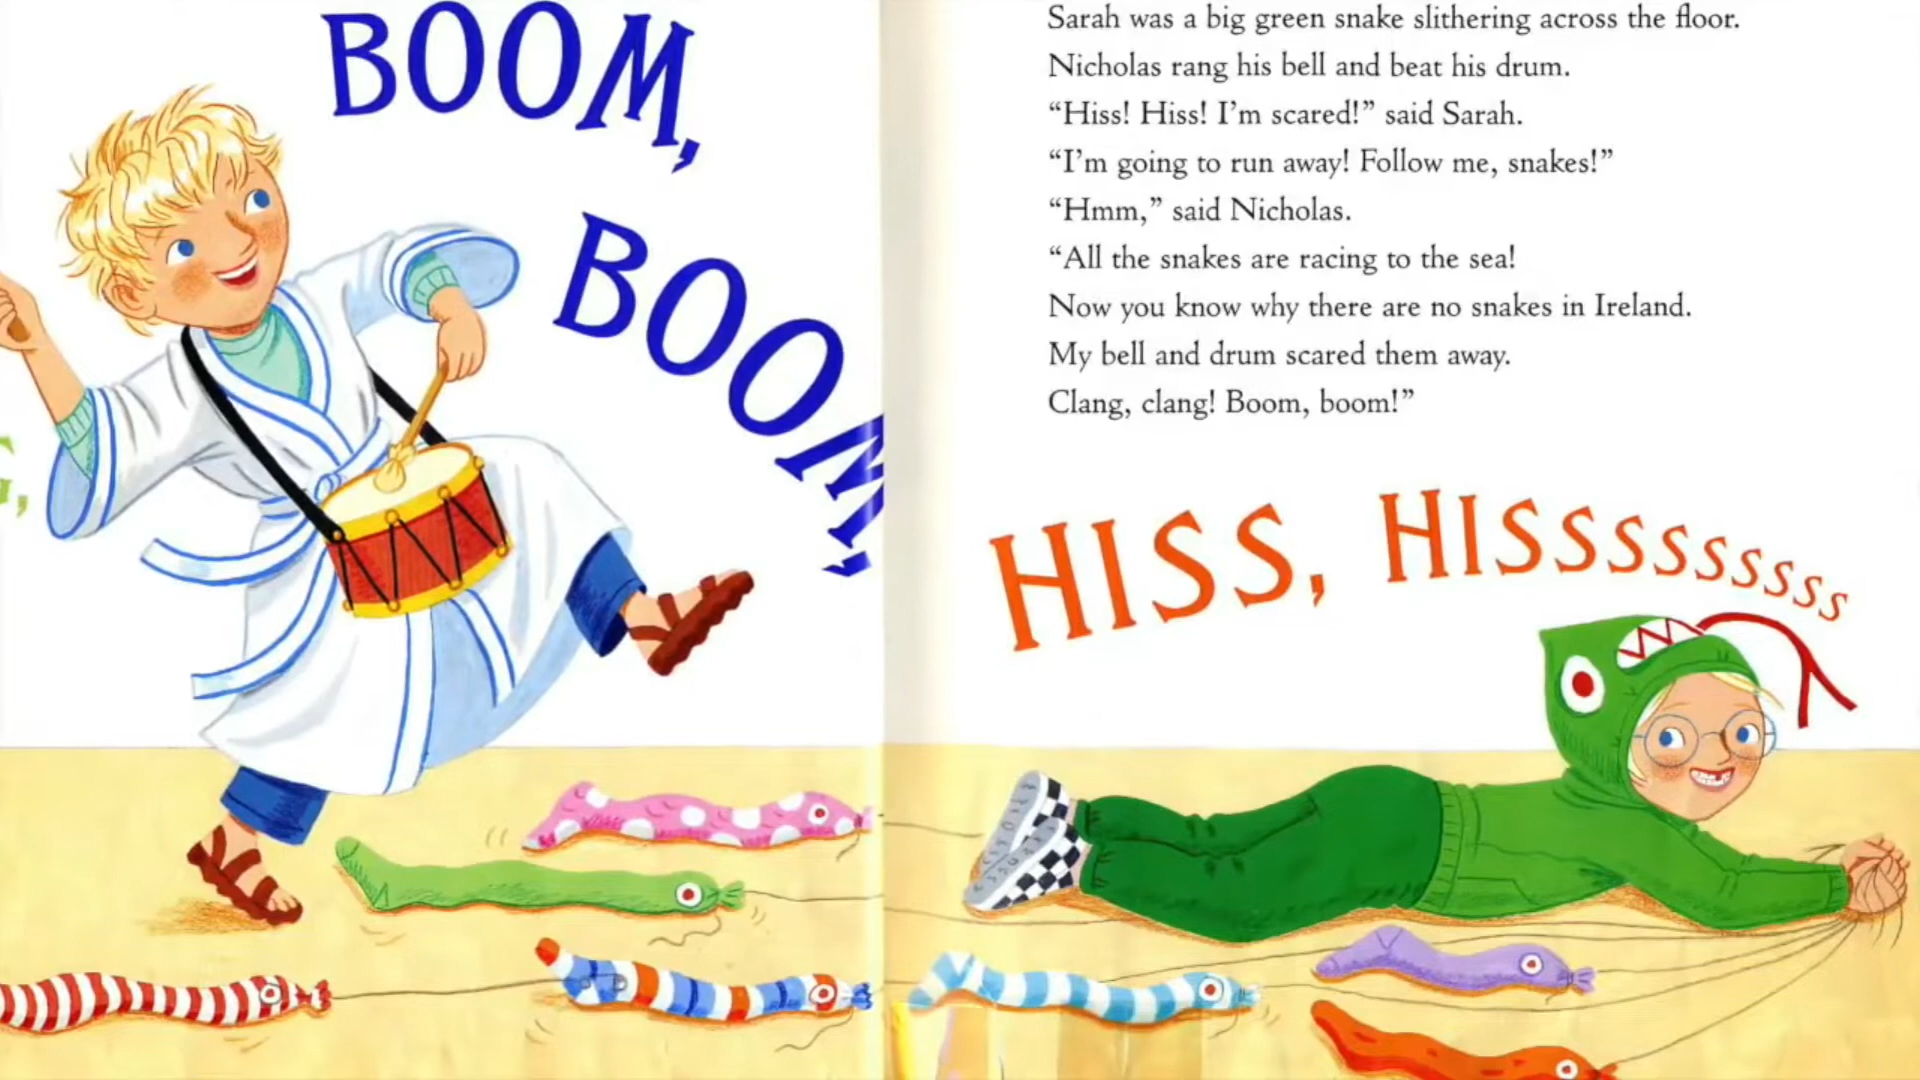 BOOM,
BOOM,
Sarah was a big green snake slithering across the floor.
Nicholas rang his bell and beat his drum.
“Hiss! Hiss! I’m scared!” said Sarah.
“I’m going to run away! Follow me, snakes!”
“Hmm,” said Nicholas.
“All the snakes are racing to the sea!
Now you know why there are no snakes in Ireland.
My bell and drum scared them away.
Clang, clang! Boom, boom!”
HISS, HISSSSSSSSS